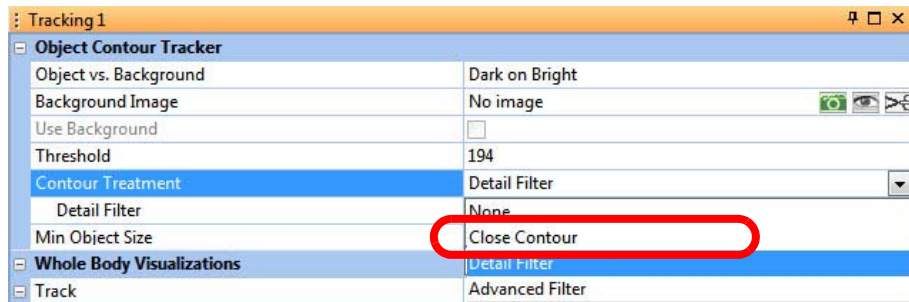 Tracking 1
Object Contour Tracker
Object vs. Background Dark on Bright
Background Image No image
Use Background
Threshold 194
Contour Treatment Detail Filter
Detail Filter None
Min Object Size Close Contour
Whole Body Visualizations Detail Filter
Track Advanced Filter